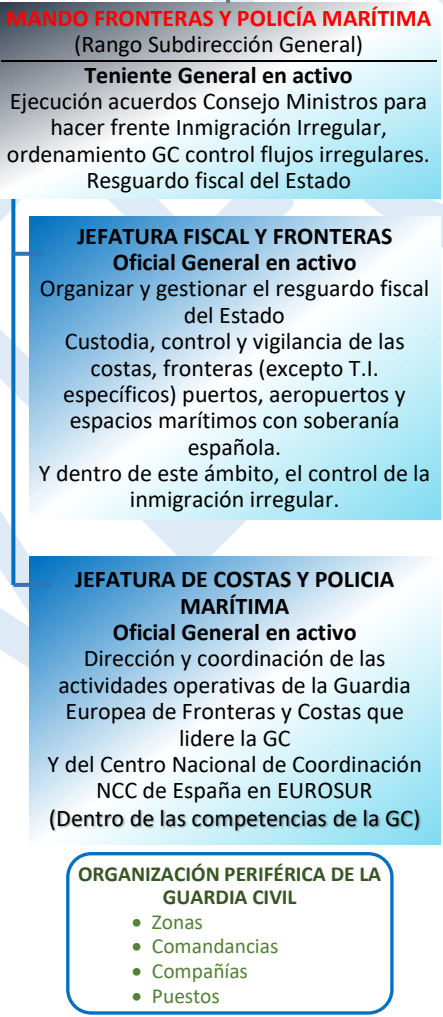 MANDO FRONTERAS Y POLICÍA MARÍTIMA
(Rango Subdirección General)
Teniente General en activo
Ejecución acuerdos Consejo Ministros para
hacer frente Inmigración Irregular,
ordenamiento GC control flujos irregulares.
Resguardo fiscal del Estado
JEFATURA FISCAL Y FRONTERAS
Oficial General en activo
Organizar y gestionar el resguardo fiscal
del Estado
Custodia, control y vigilancia de las
costas, fronteras (excepto T.I.
específicos) puertos, aeropuertos y
espacios marítimos con soberanía
española.
Y dentro de este ámbito, el control de la
inmigración irregular.
JEFATURA DE COSTAS Y POLICIA
MARÍTIMA
Oficial General en activo
Dirección y coordinación de las
actividades operativas de la Guardia
Europea de Fronteras y Costas que
lidere la GC
Y del Centro Nacional de Coordinación
NCC de España en EUROSUR
(Dentro de las competencias de la GC)
ORGANIZACIÓN PERIFÉRICA DE LA
GUARDIA CIVIL
• Zonas
• Comandancias
• Compañías
• Puestos